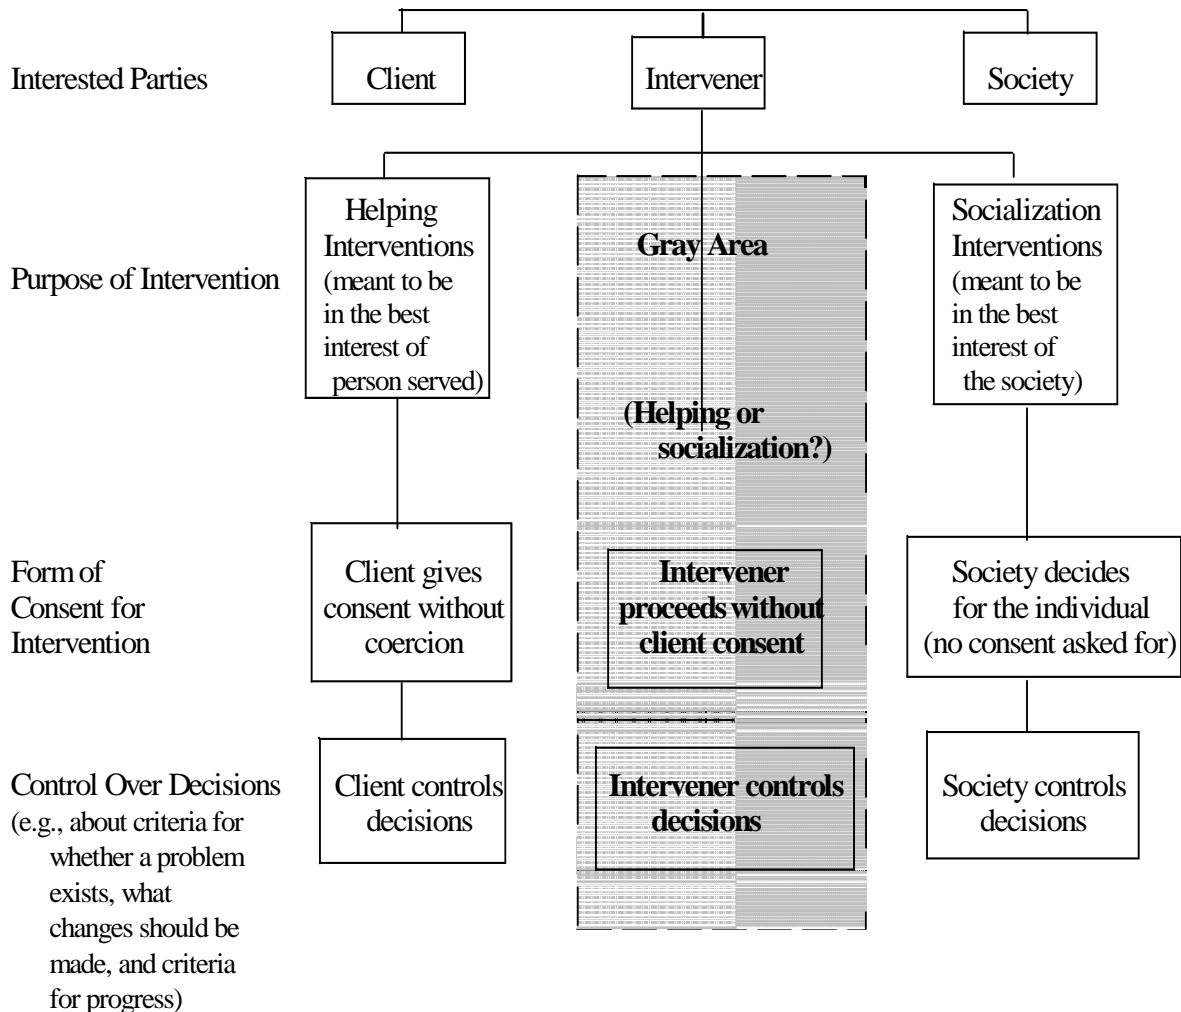 Interested Parties
Client
Intervener
Society
Purpose of Intervention
Helping
Interventions
(meant to be
in the best
interest of
person served)
Gray Area
(Helping or
socialization?)
Socialization
Interventions
(meant to be
in the best
interest of
the society)
Form of
Consent for
Intervention
Client gives
consent without
coercion
Intervener
proceeds without
client consent
Society decides
for the individual
(no consent asked for)
Control Over Decisions
(e.g., about criteria for
whether a problem
exists, what
changes should be
made, and criteria
for progress)
Client controls
decisions
Intervener controls
decisions
Society controls
decisions